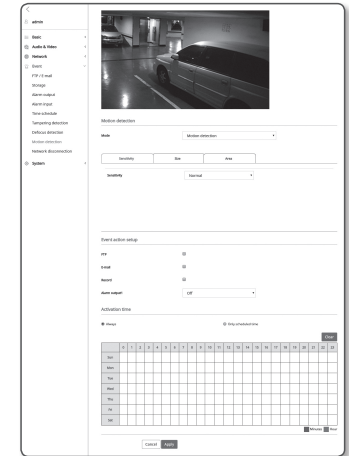 admin
Basic
Audio & Video
Network
Event
FTP / E-mail
Storage
Alarm output
Alarm input
Time schedule
Tampering detection
Defocus detection
Motion detection
Network disconnection
System
Motion detection
Mode Motion detection
Sensitivity Size Area
Sensitivity Normal
Event action setup
FTP
E-mail
Record
Alarm output1 Off
Activation time
Always Only scheduled time
Clear
0 1 2 3 4 5 6 7 8 9 10 11 12 13 14 15 16 17 18 19 20 21 22 23
Sun
Mon
Tue
Wed
Thu
Fri
Sat
Minutes Hour
Cancel Apply